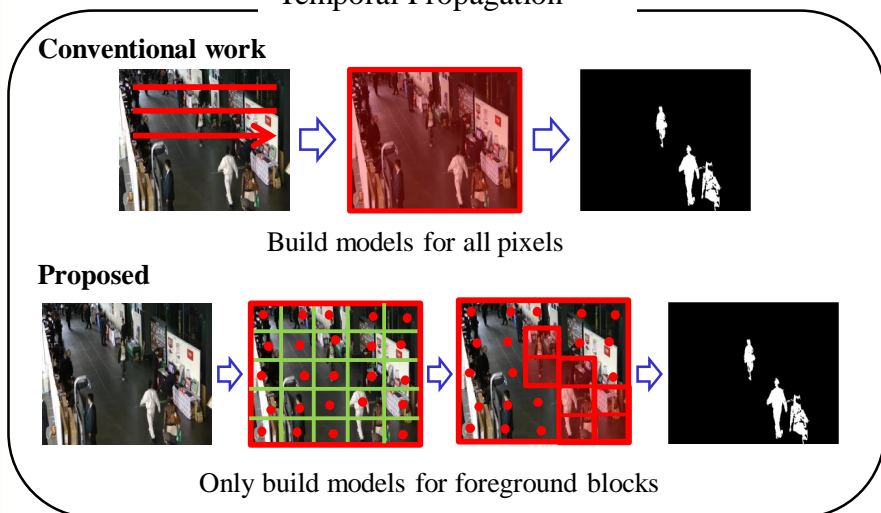 Temporal Propagation
Conventional work
Build models for all pixels
Proposed
Only build models for foreground blocks